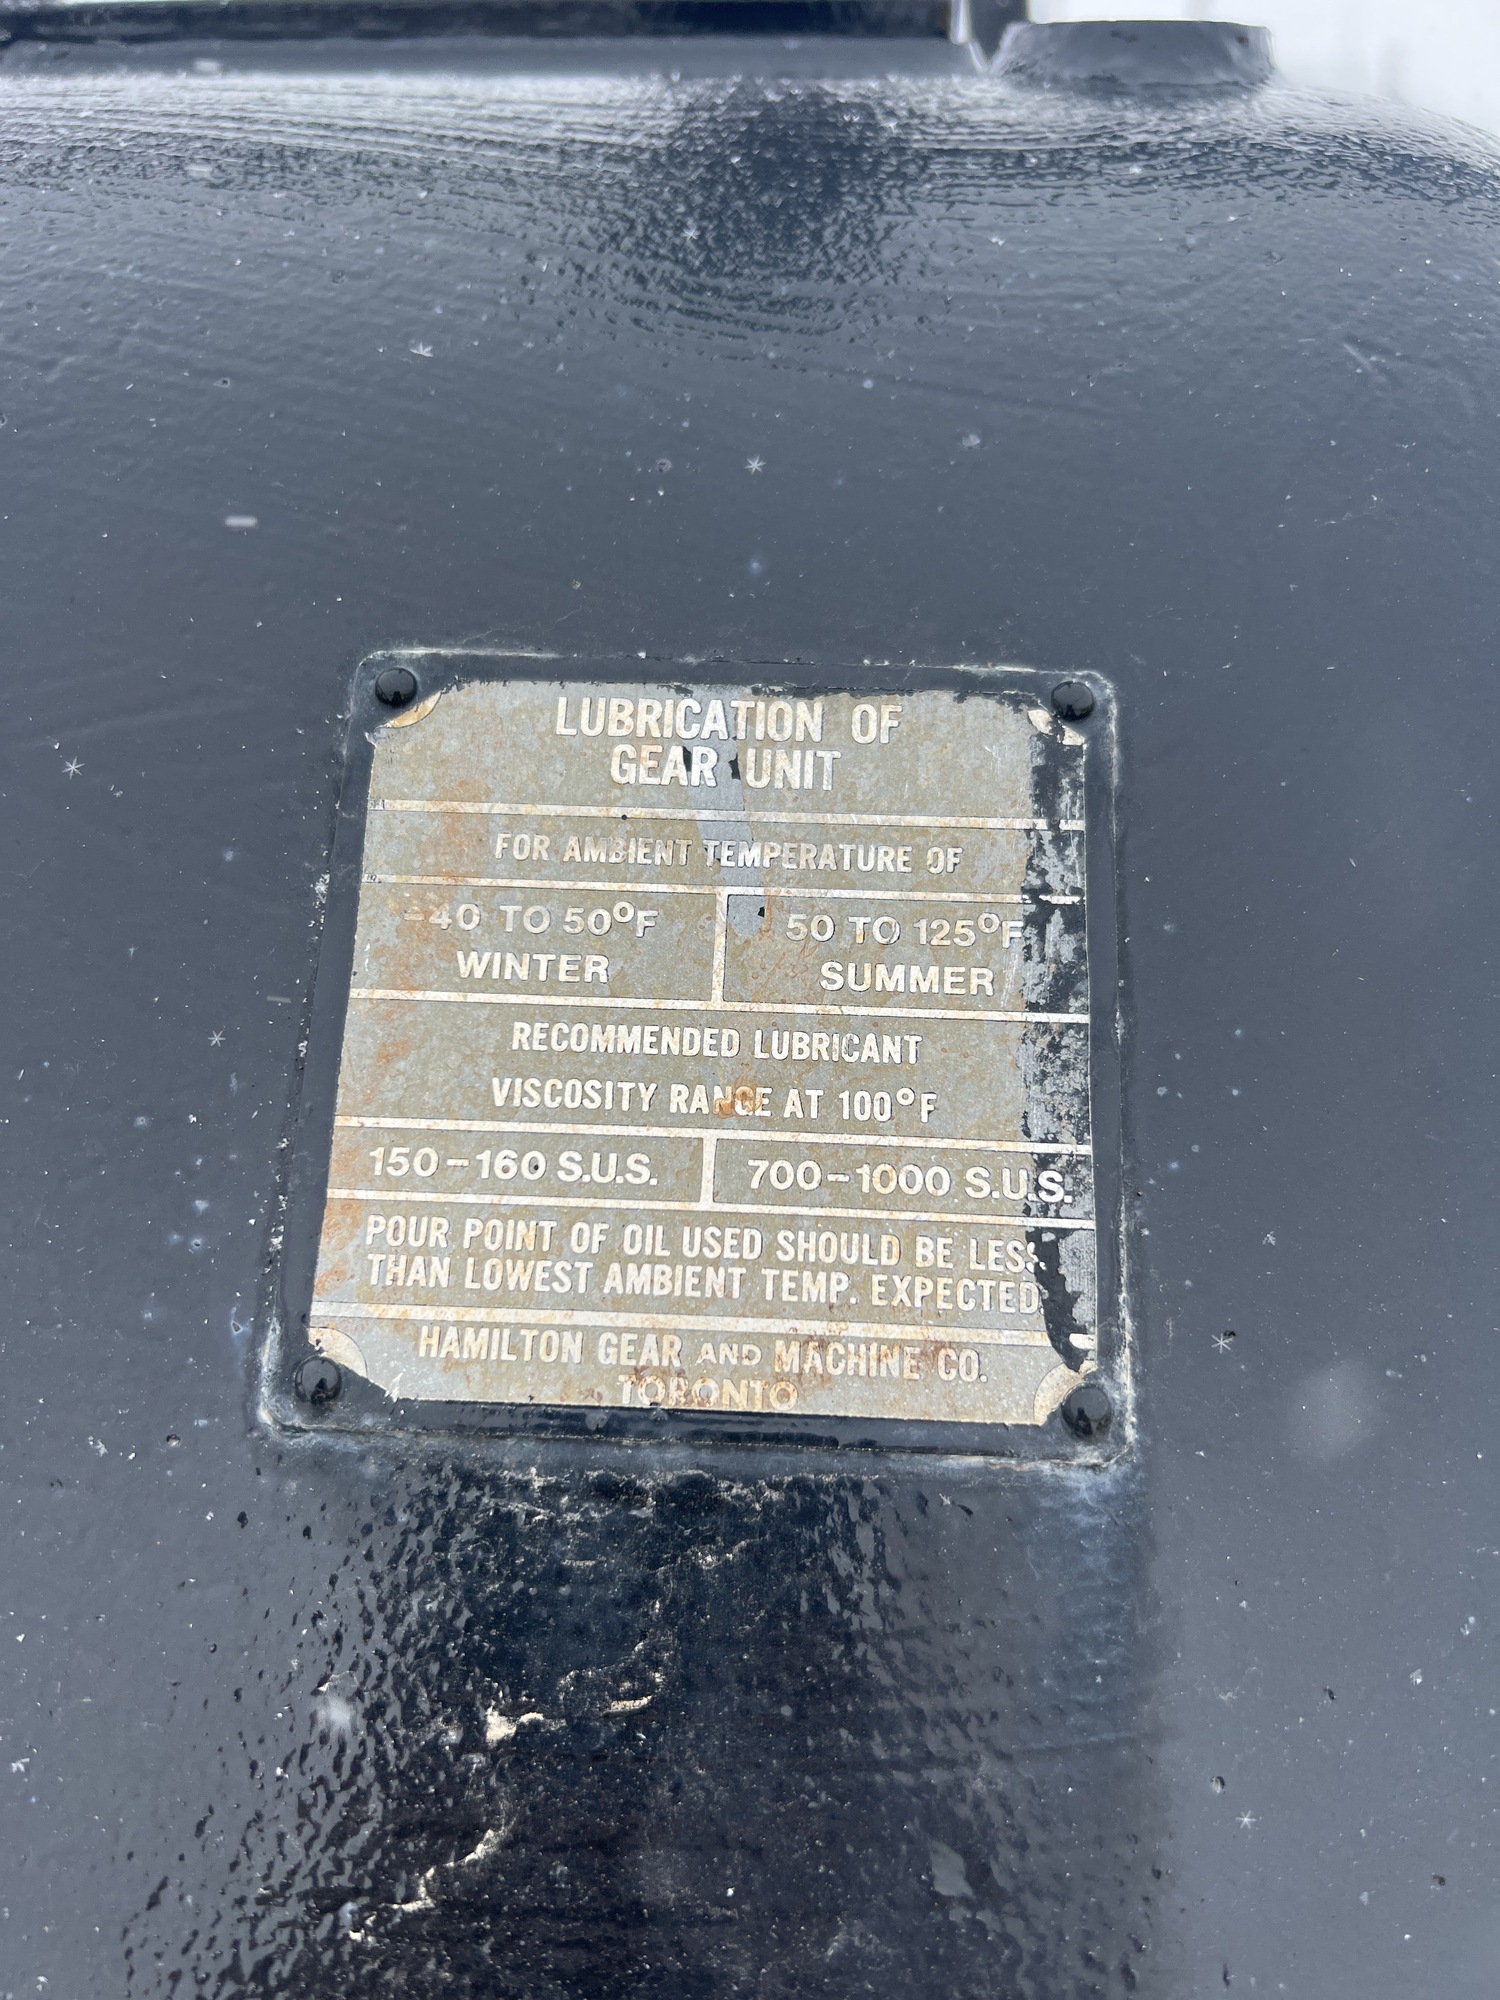 LUBRICATION OF
GEAR UNIT
FOR AMBIENT TEMPERATURE OF
-40 TO 50°F
WINTER
50 TO 125°F
SUMMER
RECOMMENDED LUBRICANT
VISCOSITY RANGE AT 100°F
150-160 S.U.S.
700-1000 S.U.S.
POUR POINT OF OIL USED SHOULD BE LESS
THAN LOWEST AMBIENT TEMP. EXPECTED
HAMILTON GEAR AND MACHINE CO.
TORONTO